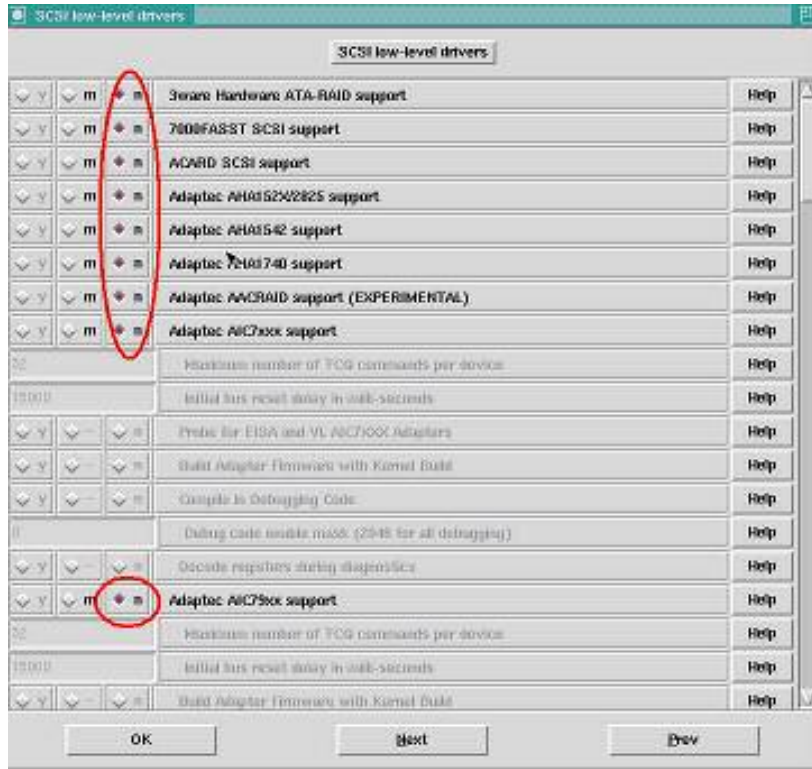 SCSI low-level drivers
SCSI low-level drivers
y m n 3ware Hardware ATA-RAID support Help
y m n 7000FASST SCSI support Help
y m n ACARD SCSI support Help
y m n Adaptec AHA152X/2825 support Help
y m n Adaptec AHA1542 support Help
y m n Adaptec AHA1740 support Help
y m n Adaptec AACRAID support (EXPERIMENTAL) Help
y m n Adaptec AIC7xxx support Help
32 Maximum number of TCQ commands per device Help
15000 Initial bus reset delay in milli-seconds Help
y - n Probe for EISA and VL AIC7XXX Adapters Help
y - n Build Adapter Firmware with Kernel Build Help
y - n Compile in Debugging Code Help
0 Debug code enable mask (2048 for all debugging) Help
y - n Decode registers during diagnostics Help
y m n Adaptec AIC79xx support Help
32 Maximum number of TCQ commands per device Help
15000 Initial bus reset delay in milli-seconds Help
y - n Build Adapter Firmware with Kernel Build Help
OK Next Prev